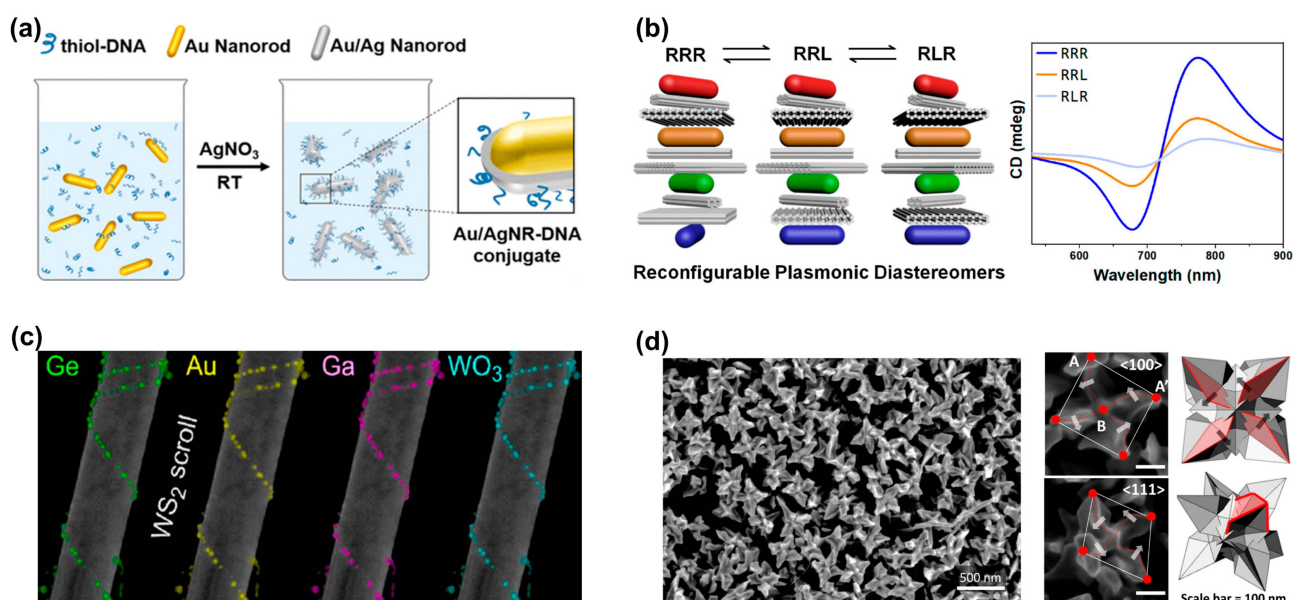 (a)
thiol-DNA Au Nanorod Au/Ag Nanorod
AgNO₃
RT
Au/AgNR-DNA
conjugate
(b)
RRR RRL RLR
Reconfigurable Plasmonic Diastereomers
CD (mdeg)
RRR
RRL
RLR
600 700 800 900
Wavelength (nm)
(c)
Ge Au Ga WO₃
WS₂ scroll
(d)
500 nm
A <100>
A'
B
<111>
Scale bar = 100 nm